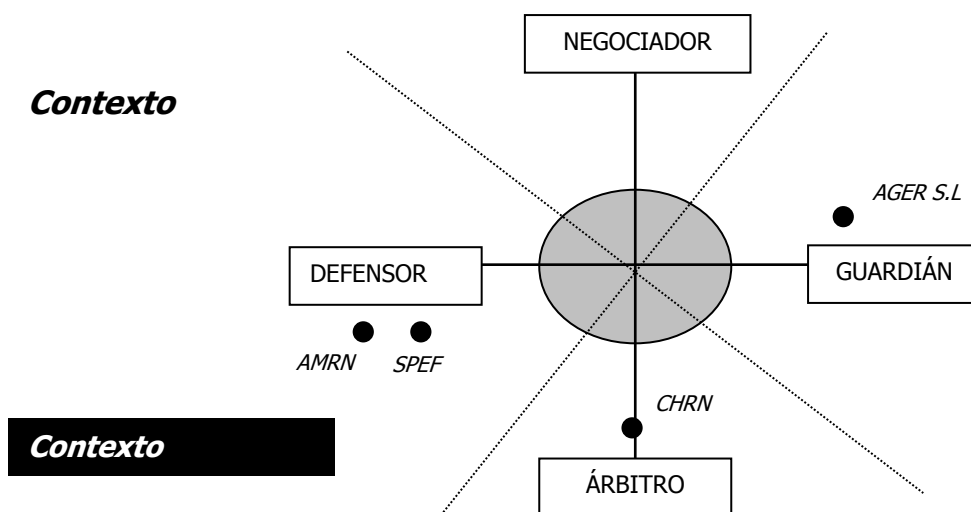 NEGOCIADOR
Contexto
AGER S.L
DEFENSOR
GUARDIÁN
AMRN
SPEF
CHRN
Contexto
ÁRBITRO